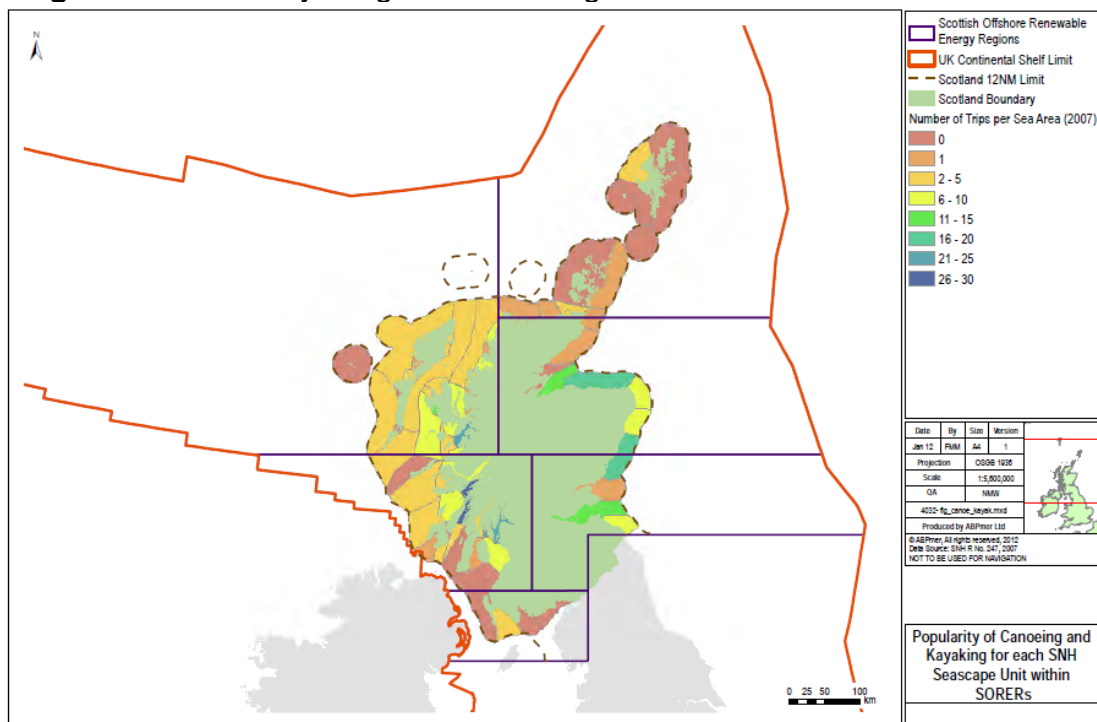 N
Scottish Offshore Renewable
Energy Regions
UK Continental Shelf Limit
Scotland 12NM Limit
Scotland Boundary
Number of Trips per Sea Area (2007)
0
1
2 - 5
6 - 10
11 - 15
16 - 20
21 - 25
26 - 30
Date By Size Version
Jan 12 FMM A4 1
Projection OSGB 1936
Scale 1:5,600,000
QA NMW
4032- fig_canoe_kayak.mxd
Produced by ABPmer Ltd
© ABPmer, All rights reserved, 2012
Data Source: SNH R No. 247, 2007
NOT TO BE USED FOR NAVIGATION
0 25 50 100
km
Popularity of Canoeing and
Kayaking for each SNH
Seascape Unit within
SORERs